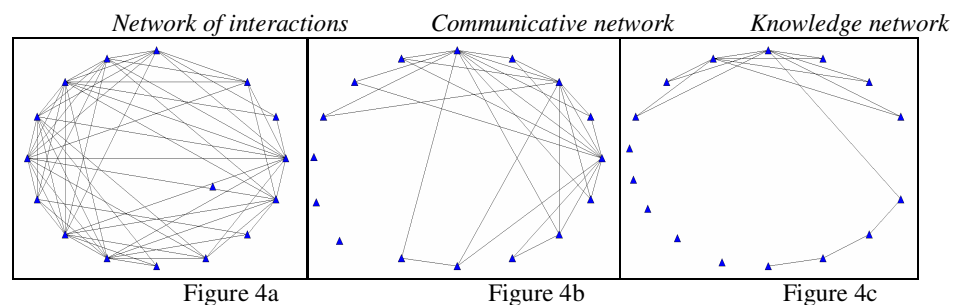 Network of interactions Communicative network Knowledge network
Figure 4a Figure 4b Figure 4c